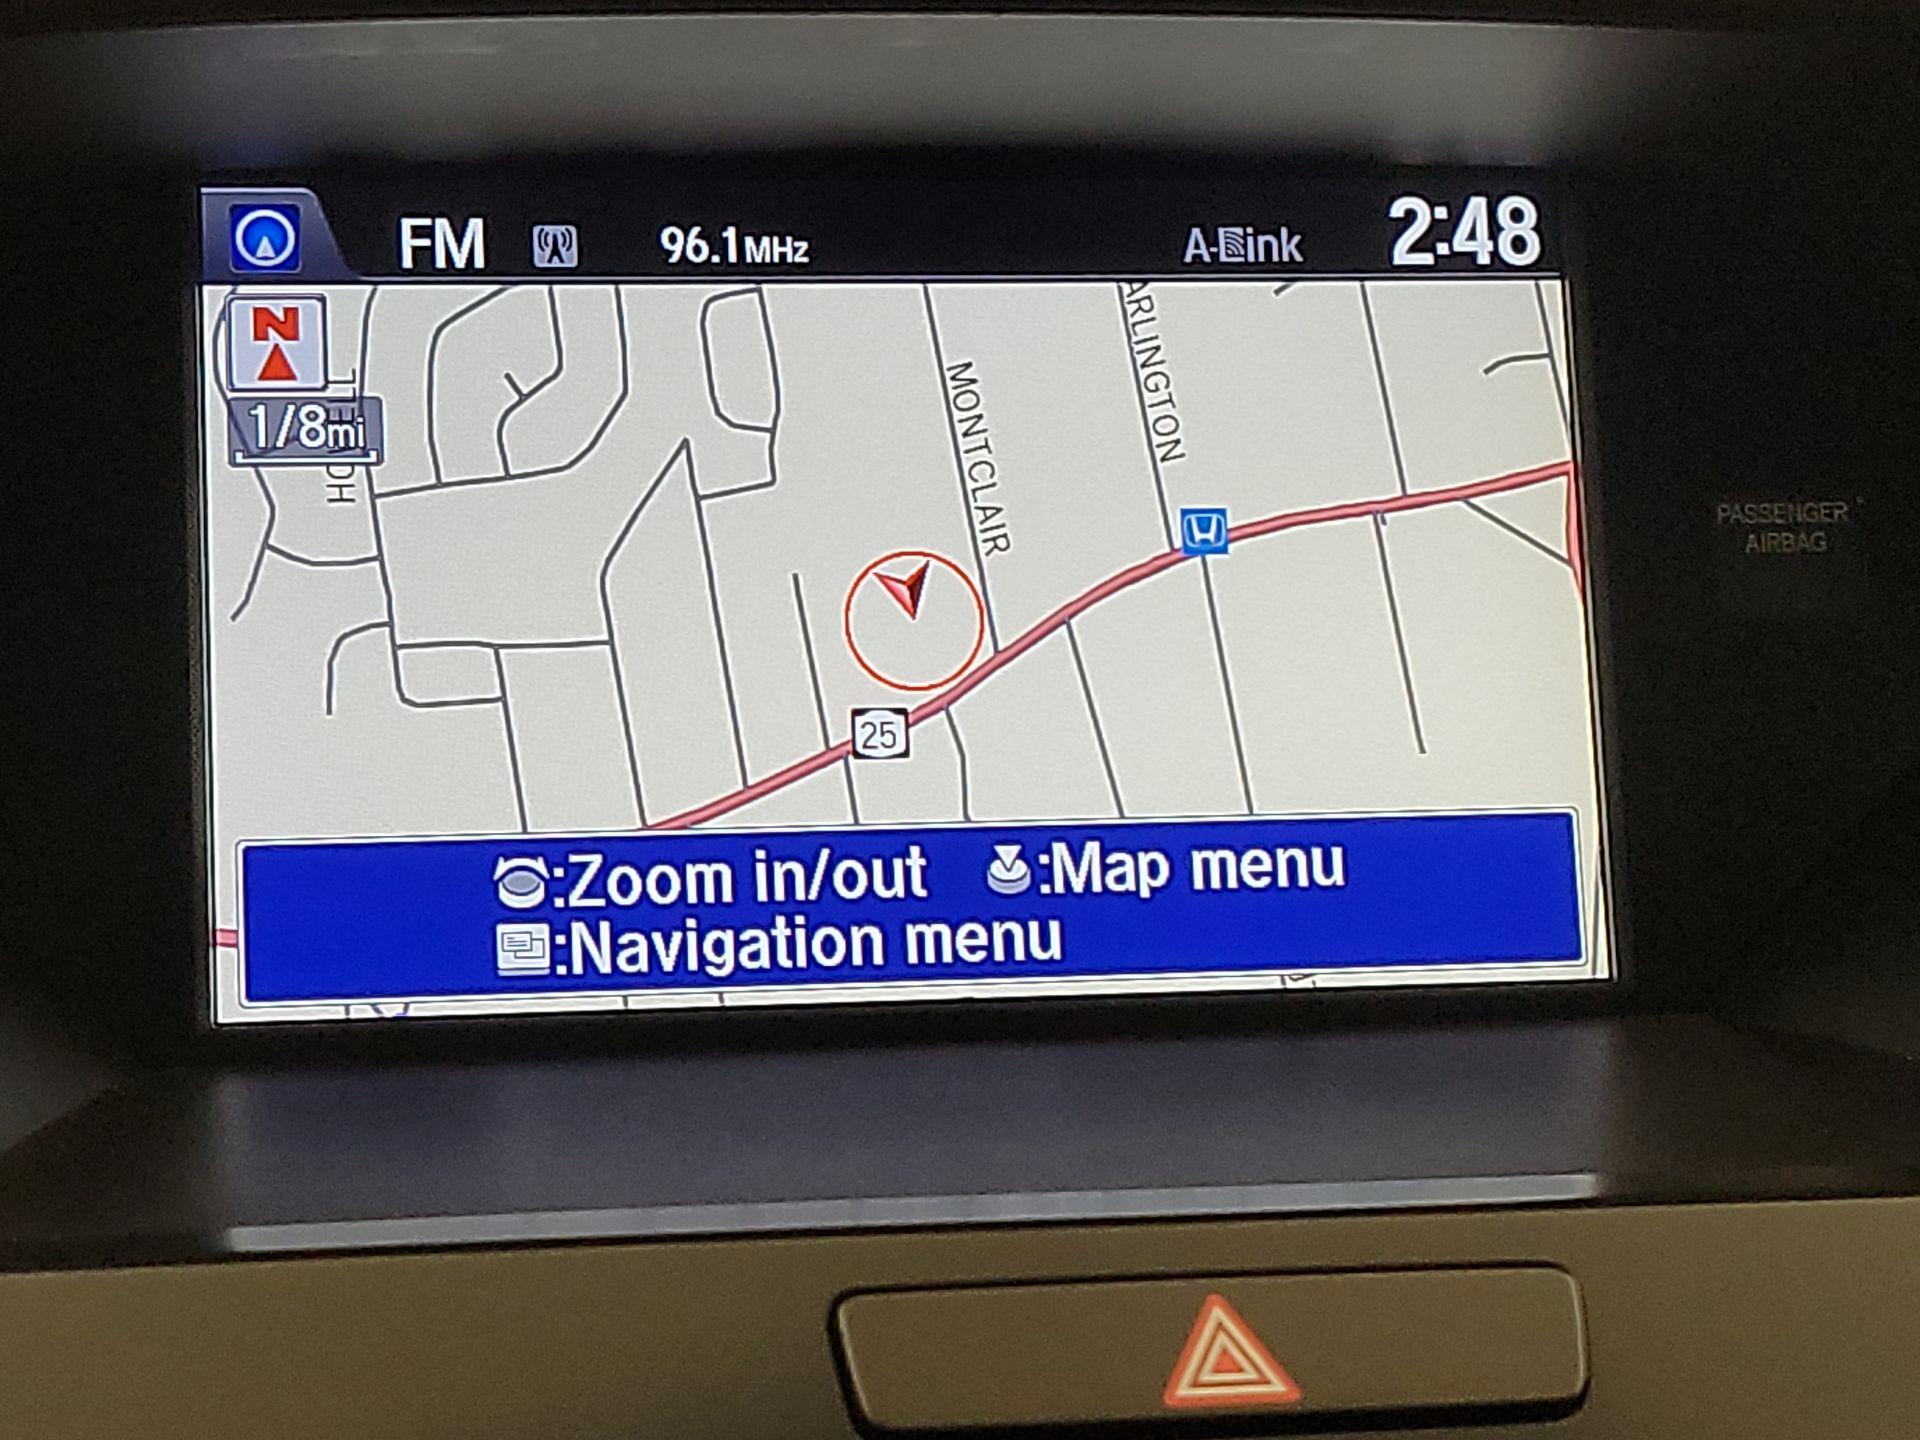 FM 96.1MHz A-Link 2:48
N
1/8mi
ARLINGTON
MONTCLAIR
25
:Zoom in/out :Map menu
:Navigation menu
PASSENGER
AIRBAG